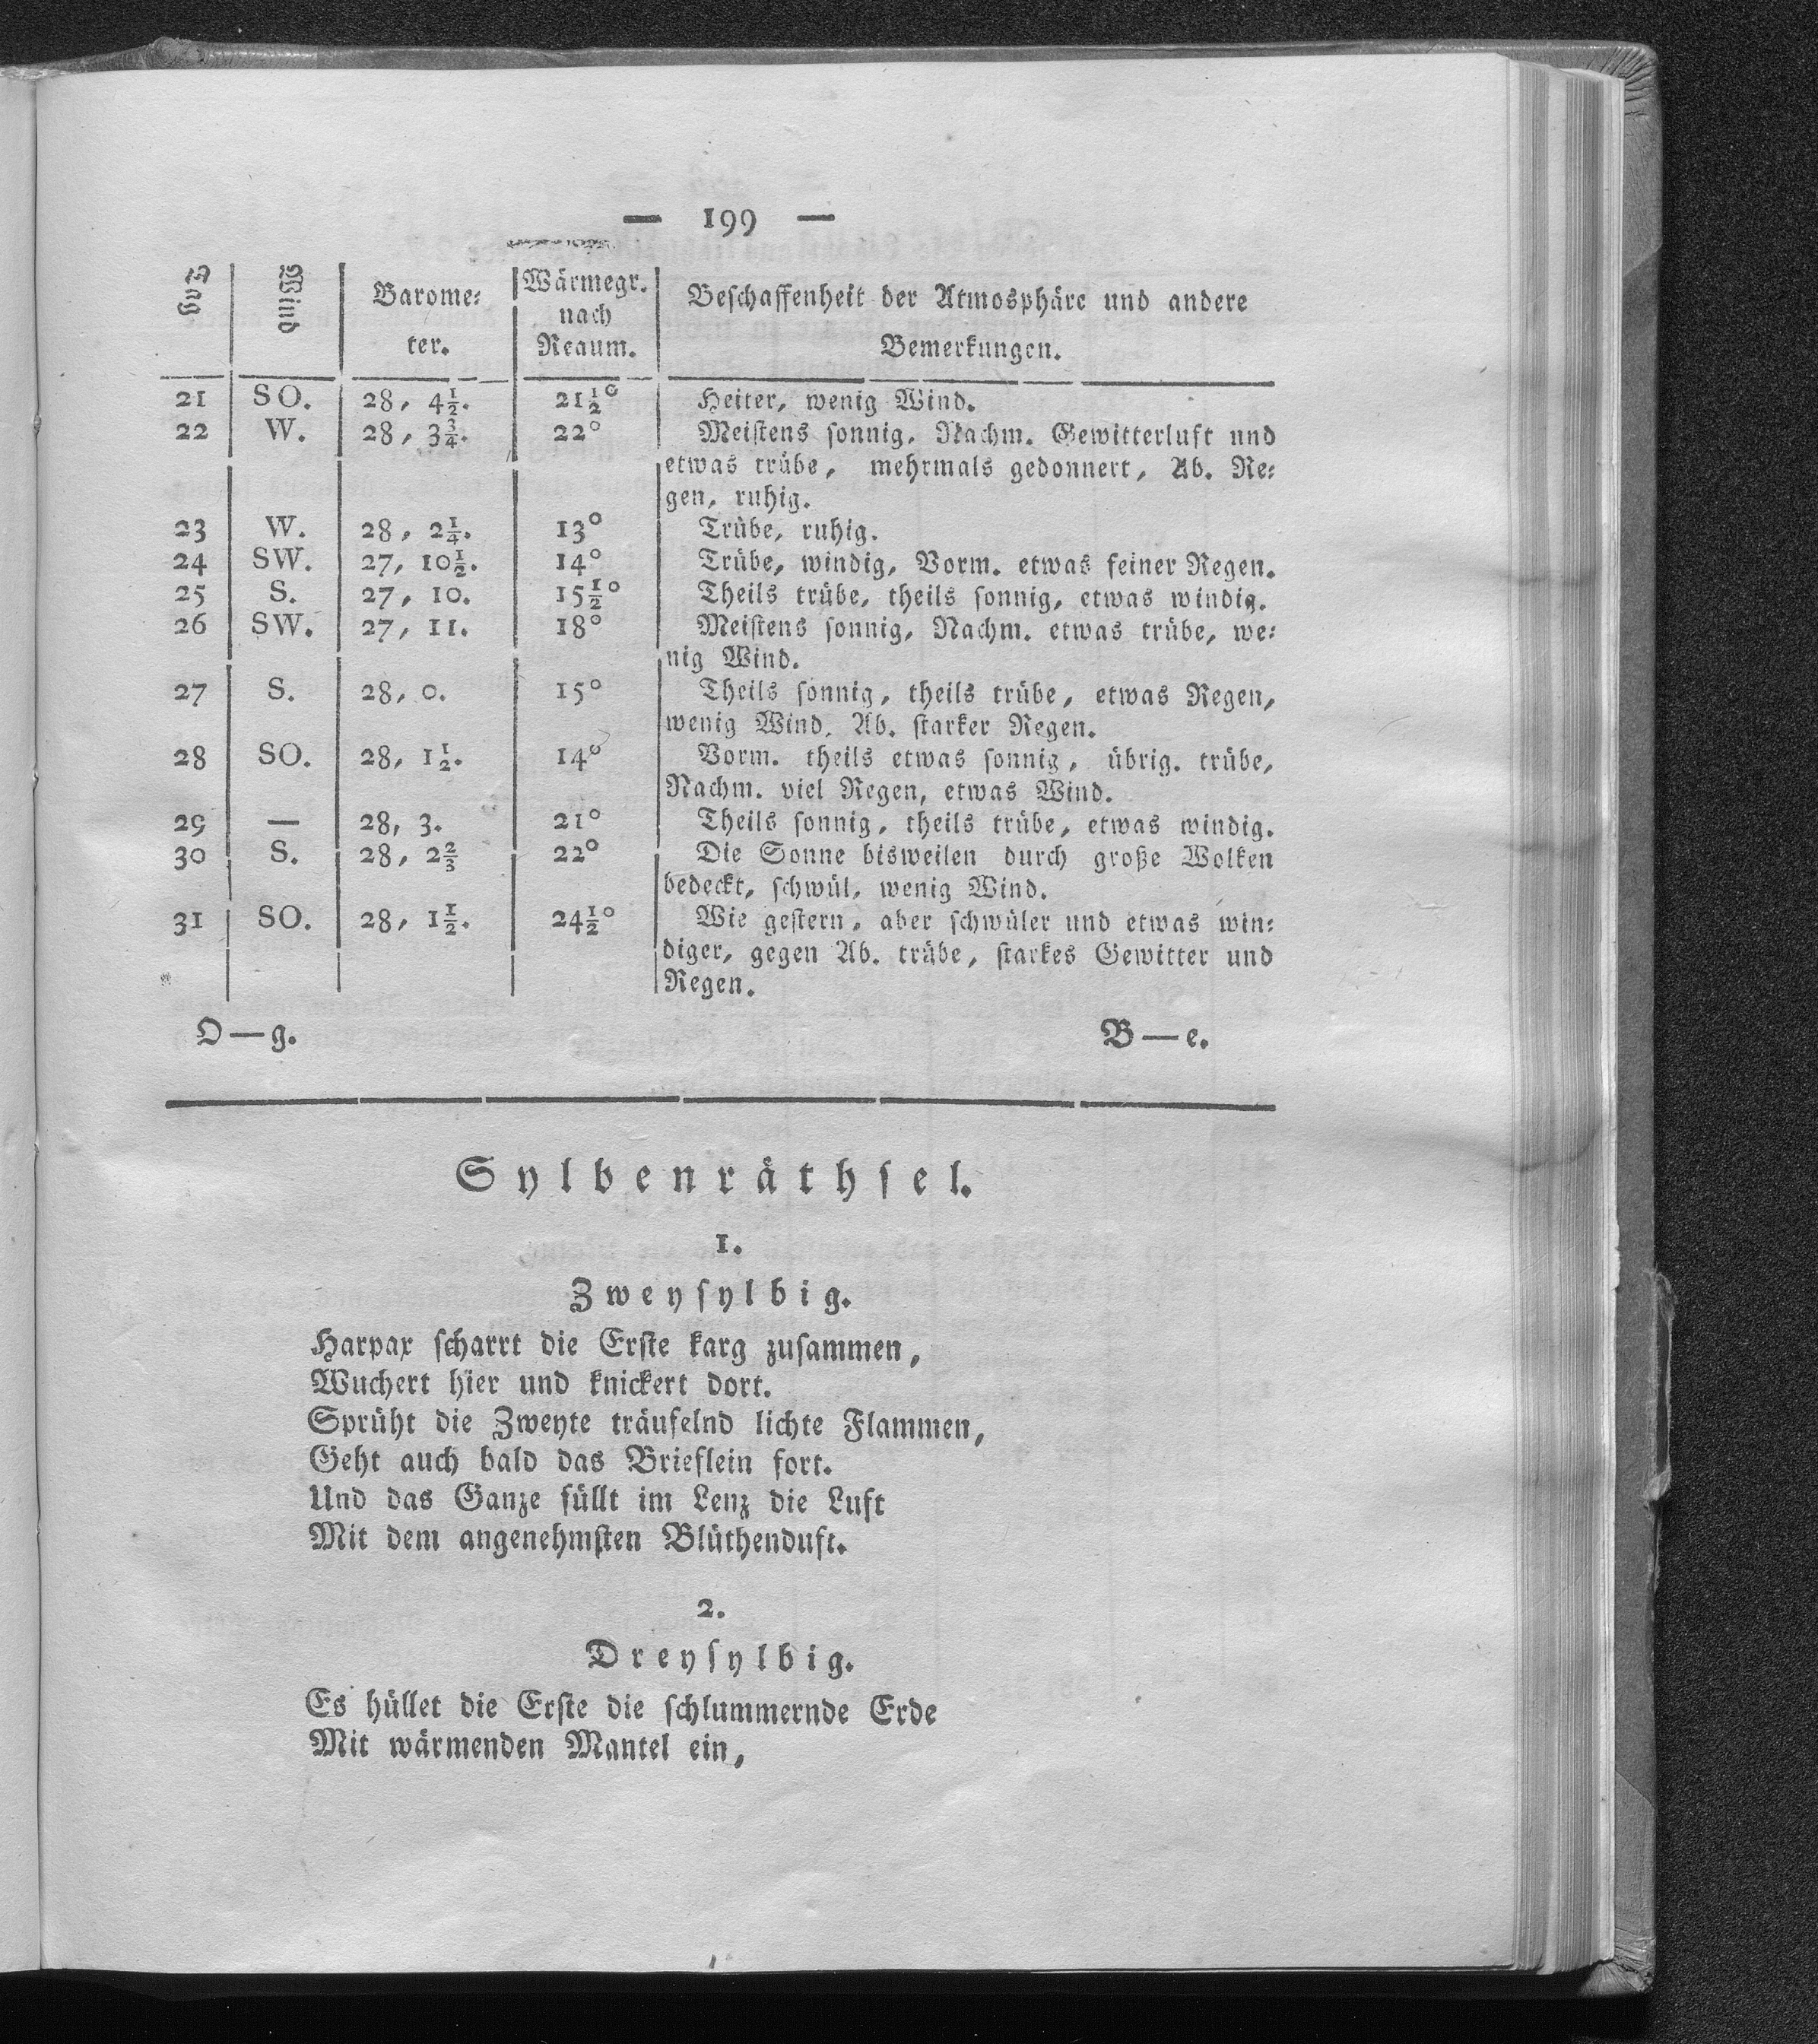 — 199 —
Tag Wind Barome- Wärmegr. Beschaffenheit der Atmosphäre und andere
nach
ter. Reaum. Bemerkungen.
21 SO. 28, 4½. 21½° Heiter, wenig Wind.
22 W. 28, 3¾. 22° Meistens sonnig, Nachm. Gewitterluft und
etwas trübe, mehrmals gedonnert, Ab. Re-
gen, ruhig.
23 W. 28, 2¼. 13° Trübe, ruhig.
24 SW. 27, 10½. 14° Trübe, windig, Vorm. etwas feiner Regen.
25 S. 27, 10. 15½° Theils trübe, theils sonnig, etwas windig.
26 SW. 27, 11. 18° Meistens sonnig, Nachm. etwas trübe, we-
nig Wind.
27 S. 28, 0. 15° Theils sonnig, theils trübe, etwas Regen,
wenig Wind, Ab. starker Regen.
28 SO. 28, 1½. 14° Vorm. theils etwas sonnig, übrig. trübe,
Nachm. viel Regen, etwas Wind.
29 — 28, 3. 21° Theils sonnig, theils trübe, etwas windig.
30 S. 28, 2⅔ 22° Die Sonne bisweilen durch große Wolken
bedeckt, schwül, wenig Wind.
31 SO. 28, 1½. 24½° Wie gestern, aber schwüler und etwas win-
diger, gegen Ab. trübe, starkes Gewitter und
Regen.
O—g. B—e.
Sylbenräthsel.
1.
Zweysylbig.
Harpax scharrt die Erste karg zusammen,
Wuchert hier und knickert dort.
Sprüht die Zweyte träufelnd lichte Flammen,
Geht auch bald das Brieflein fort.
Und das Ganze füllt im Lenz die Luft
Mit dem angenehmsten Blüthenduft.
2.
Dreysylbig.
Es hüllet die Erste die schlummernde Erde
Mit wärmenden Mantel ein,